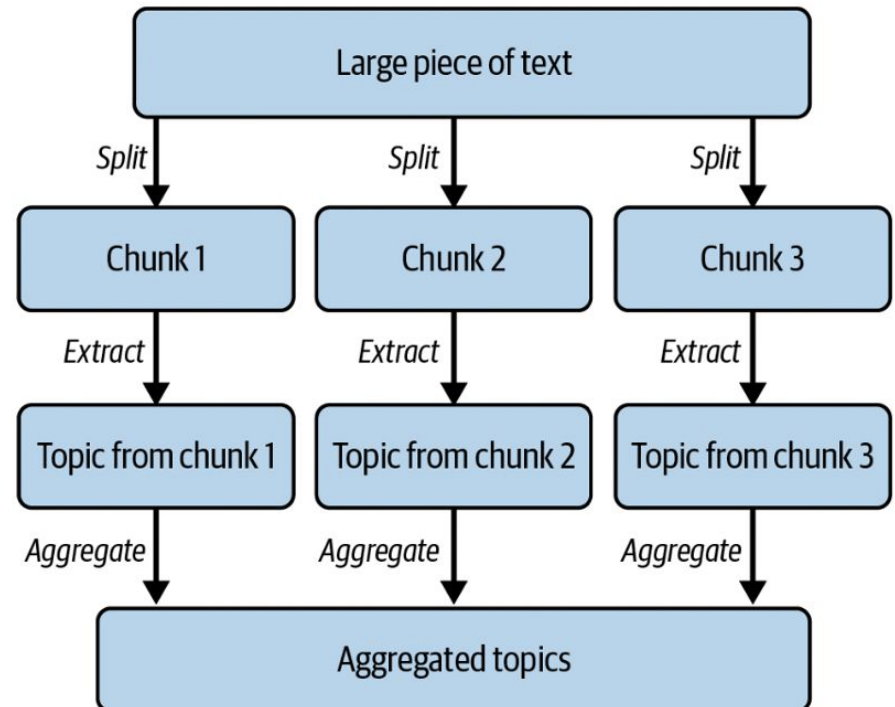 Large piece of text
Split Split Split
Chunk 1 Chunk 2 Chunk 3
Extract Extract Extract
Topic from chunk 1 Topic from chunk 2 Topic from chunk 3
Aggregate Aggregate Aggregate
Aggregated topics